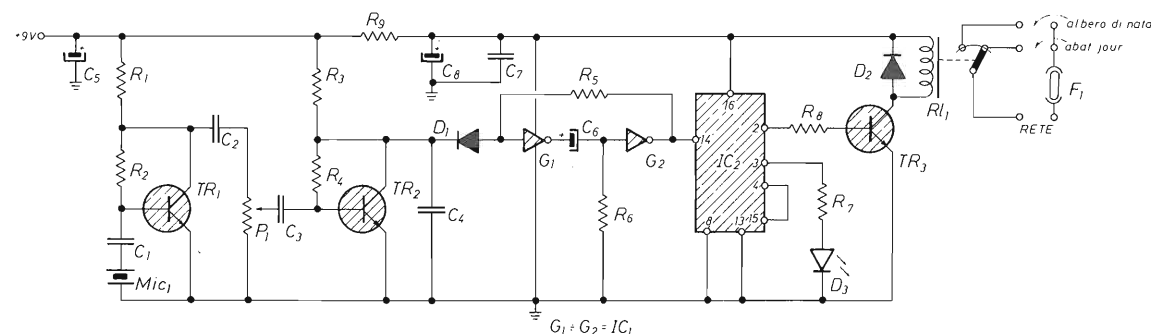 +9V
R9
C5
R1
R3
C8
C7
R5
D2
Rl1
albero di nata
abat jour
F1
RETE
C2
D1
G1
C6
G2
16
14
IC2
2
R8
TR3
3
4
15
8
13
R2
TR1
P1
C3
R4
TR2
C4
R6
R7
C1
Mic1
D3
G1 ÷ G2 = IC1